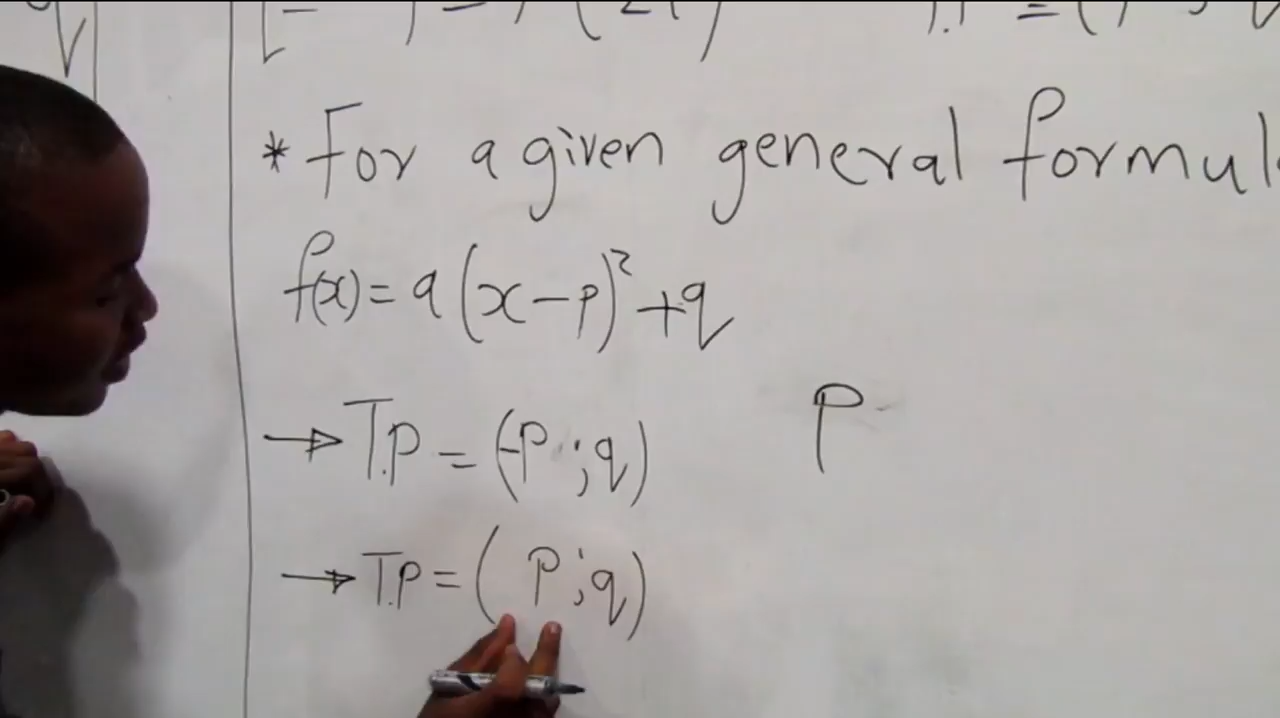 * For a given general formul
f(x) = a(x-p)² + q
→ T.P = (-P ; q)
P
→ T.P = ( P ; q)